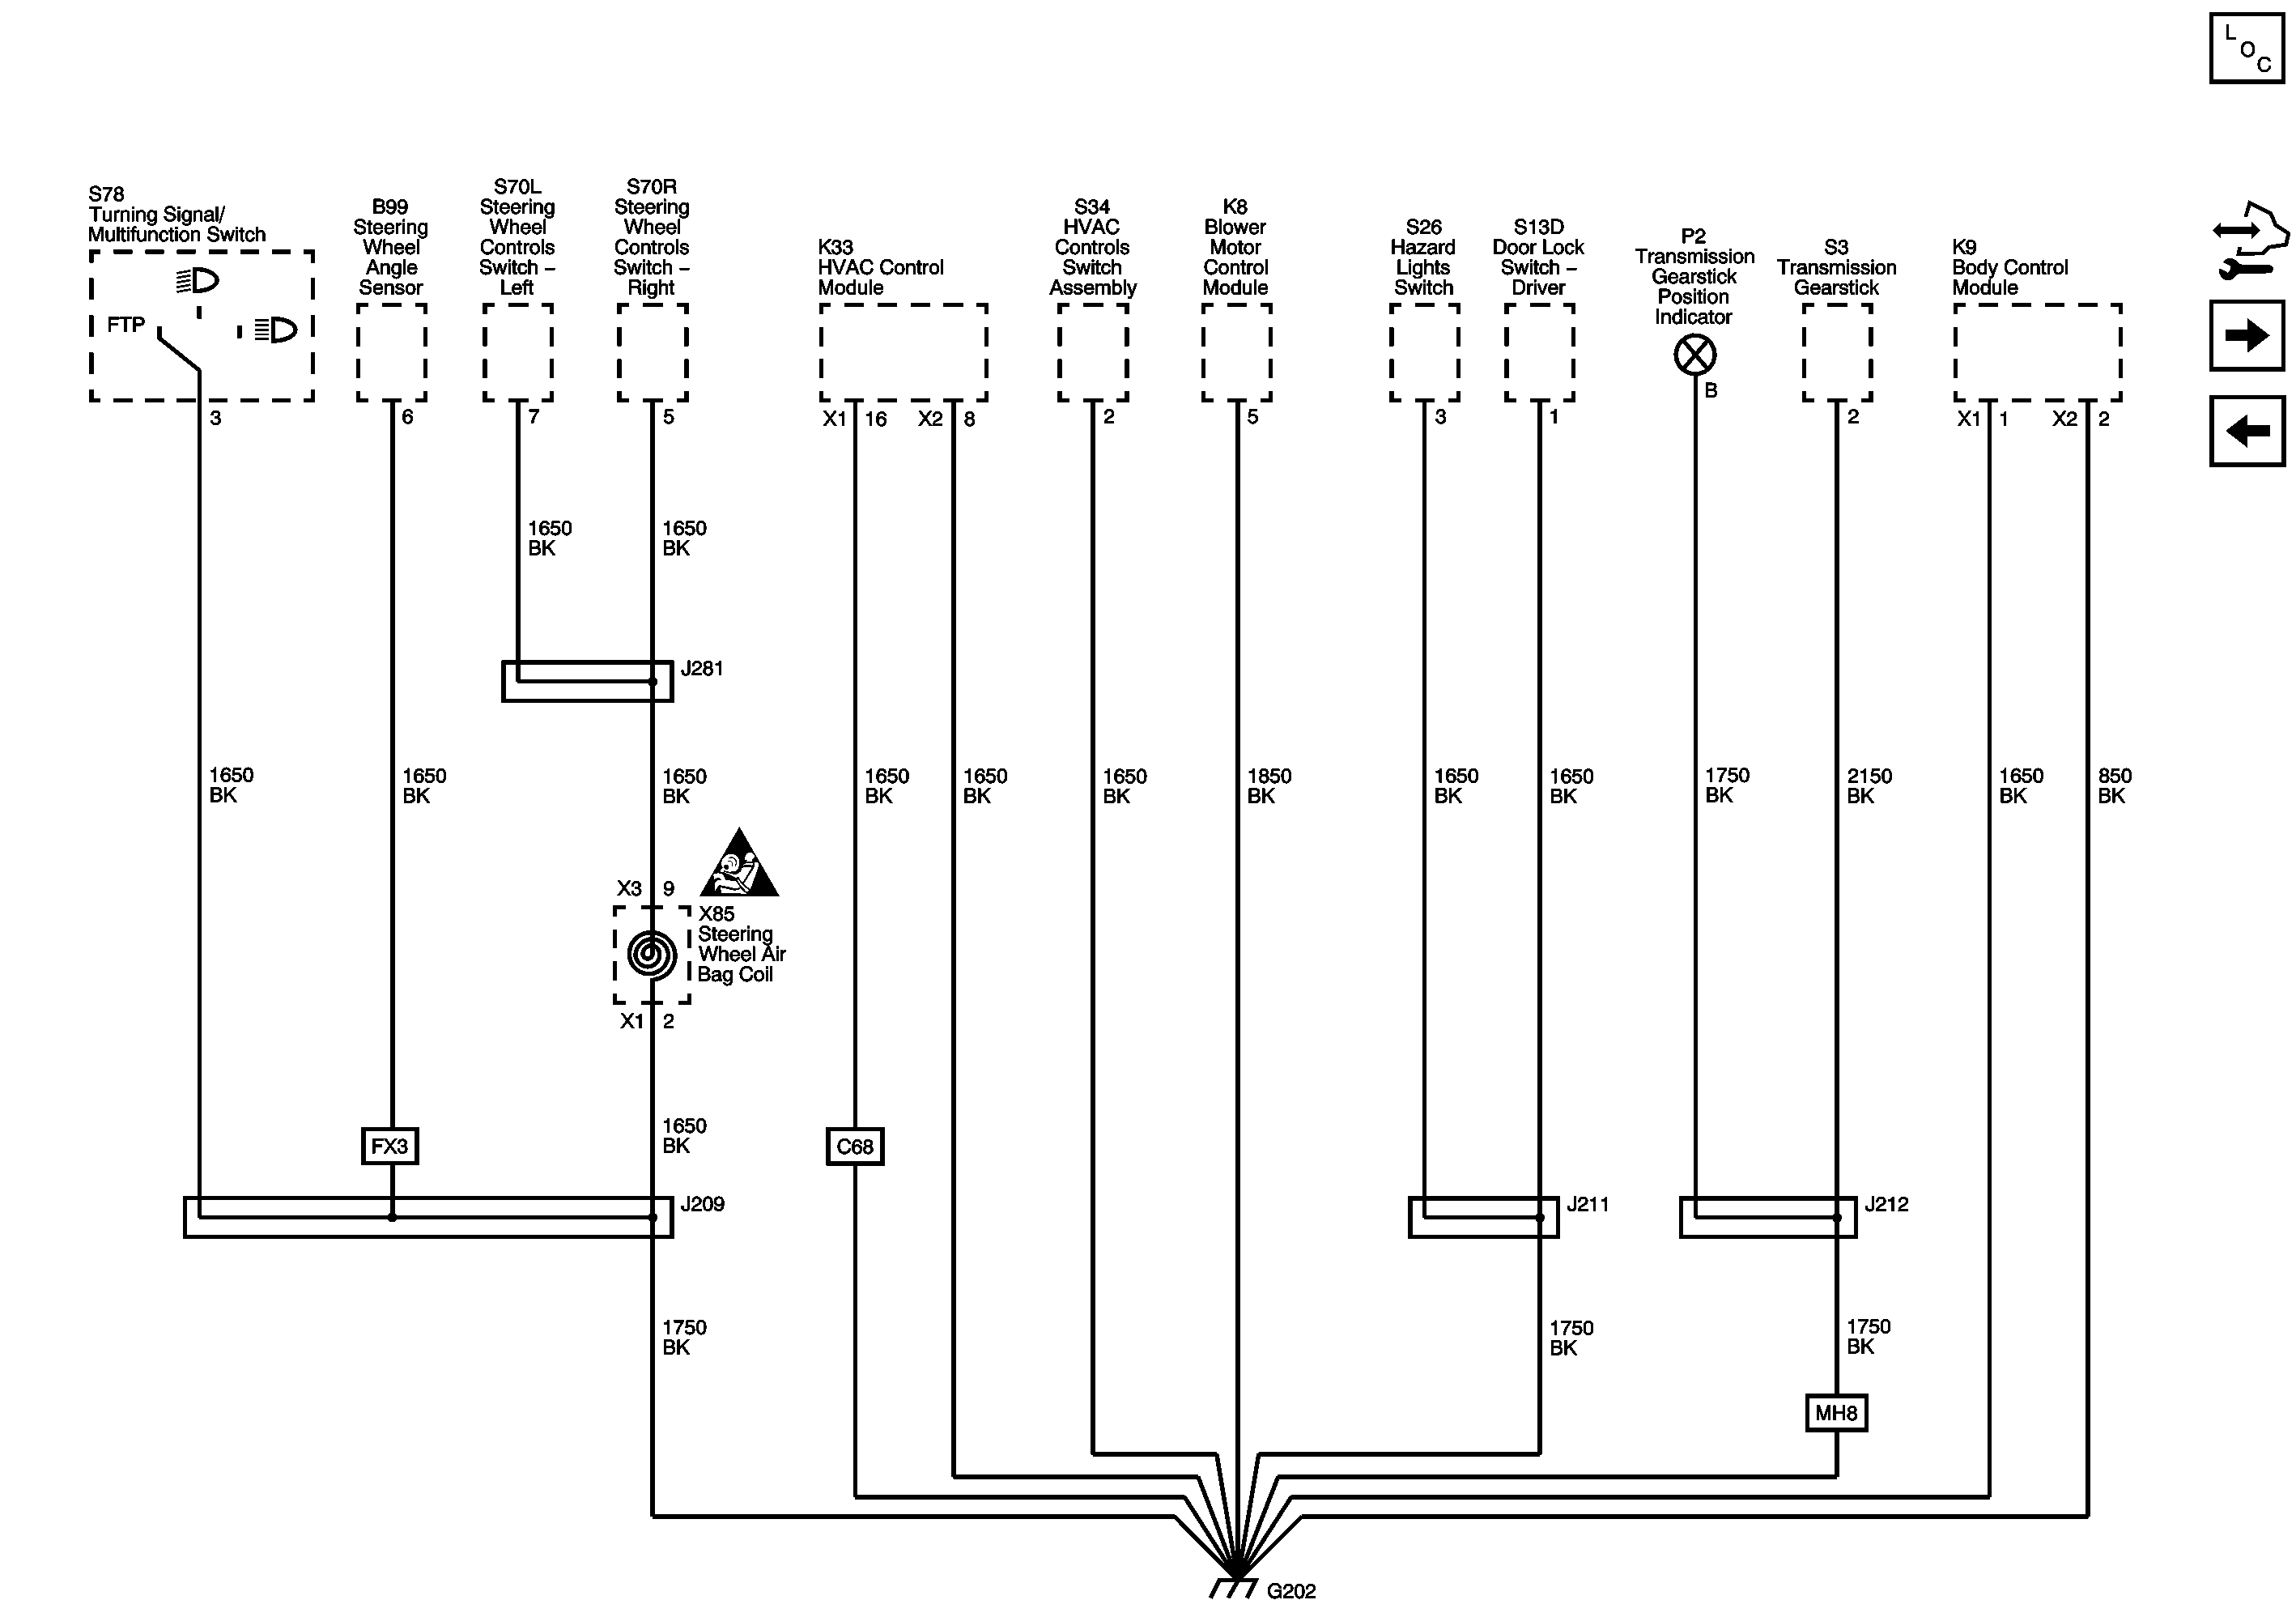 L
O
C
S78
Turning Signal/
Multifunction Switch
FTP
3
B99
Steering
Wheel
Angle
Sensor
6
S70L
Steering
Wheel
Controls
Switch –
Left
7
S70R
Steering
Wheel
Controls
Switch –
Right
5
K33
HVAC Control
Module
X1 16
X2 8
S34
HVAC
Controls
Switch
Assembly
2
K8
Blower
Motor
Control
Module
5
S26
Hazard
Lights
Switch
3
S13D
Door Lock
Switch –
Driver
1
P2
Transmission
Gearstick
Position
Indicator
B
S3
Transmission
Gearstick
2
K9
Body Control
Module
X1 1
X2 2
1650
BK
1650
BK
J281
1650
BK
1650
BK
1650
BK
1650
BK
1650
BK
1650
BK
1850
BK
1650
BK
1650
BK
1750
BK
2150
BK
1650
BK
850
BK
X3 9
X85
Steering
Wheel Air
Bag Coil
X1 2
1650
BK
FX3
C68
J209
J211
J212
1750
BK
1750
BK
1750
BK
MH8
G202